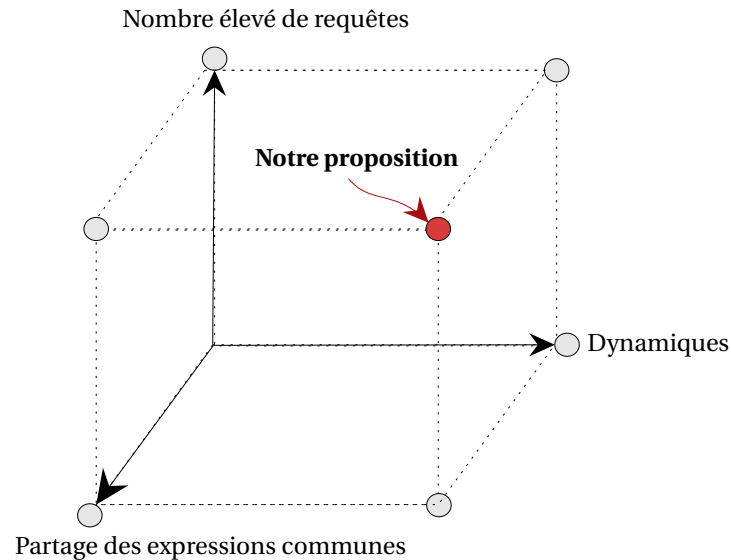 Nombre élevé de requêtes
Notre proposition
Dynamiques
Partage des expressions communes